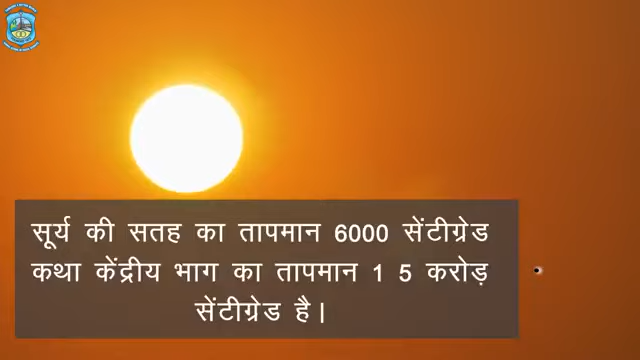 सूर्य की सतह का तापमान 6000 सेंटीग्रेड
कथा केंद्रीय भाग का तापमान 1 5 करोड़
सेंटीग्रेड है।